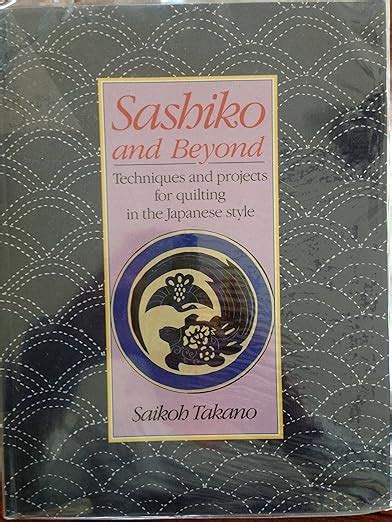 Sashiko
and Beyond
Techniques and projects
for quilting
in the Japanese style
Saikoh Takano